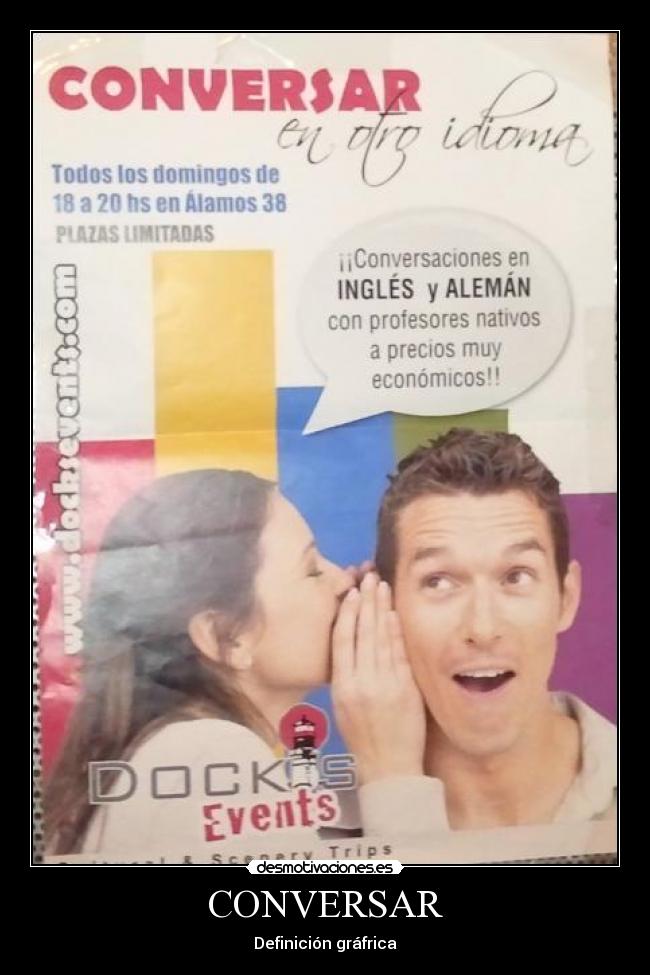 CONVERSAR
en otro idioma
Todos los domingos de
18 a 20 hs en Álamos 38
PLAZAS LIMITADAS
¡¡Conversaciones en
INGLÉS y ALEMÁN
con profesores nativos
a precios muy
económicos!!
www.docksevents.com
DOCKS
Events
& Scenery Trips
desmotivaciones.es
CONVERSAR
Definición gráfrica